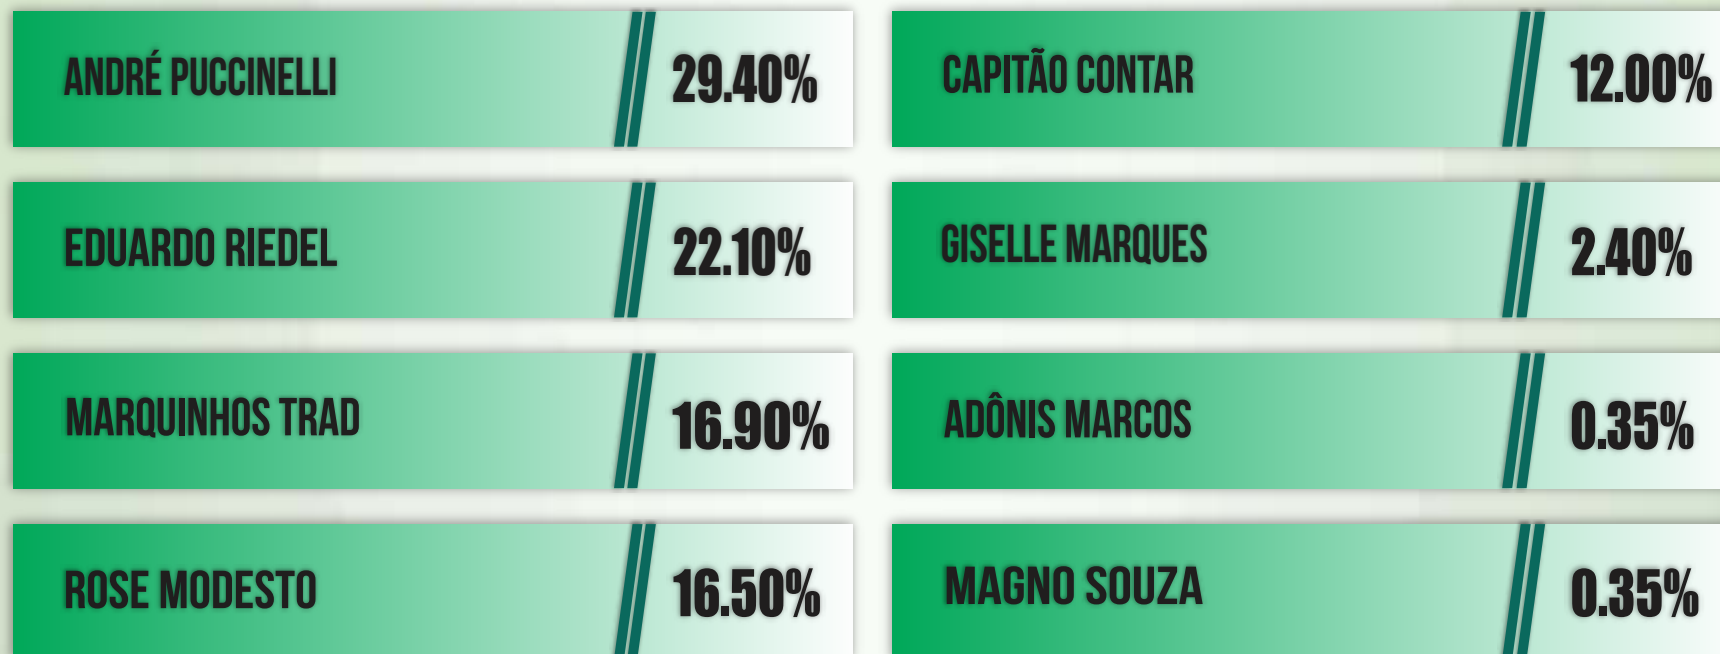 ANDRÉ PUCCINELLI 29.40%
EDUARDO RIEDEL 22.10%
MARQUINHOS TRAD 16.90%
ROSE MODESTO 16.50%
CAPITÃO CONTAR 12.00%
GISELLE MARQUES 2.40%
ADÔNIS MARCOS 0.35%
MAGNO SOUZA 0.35%